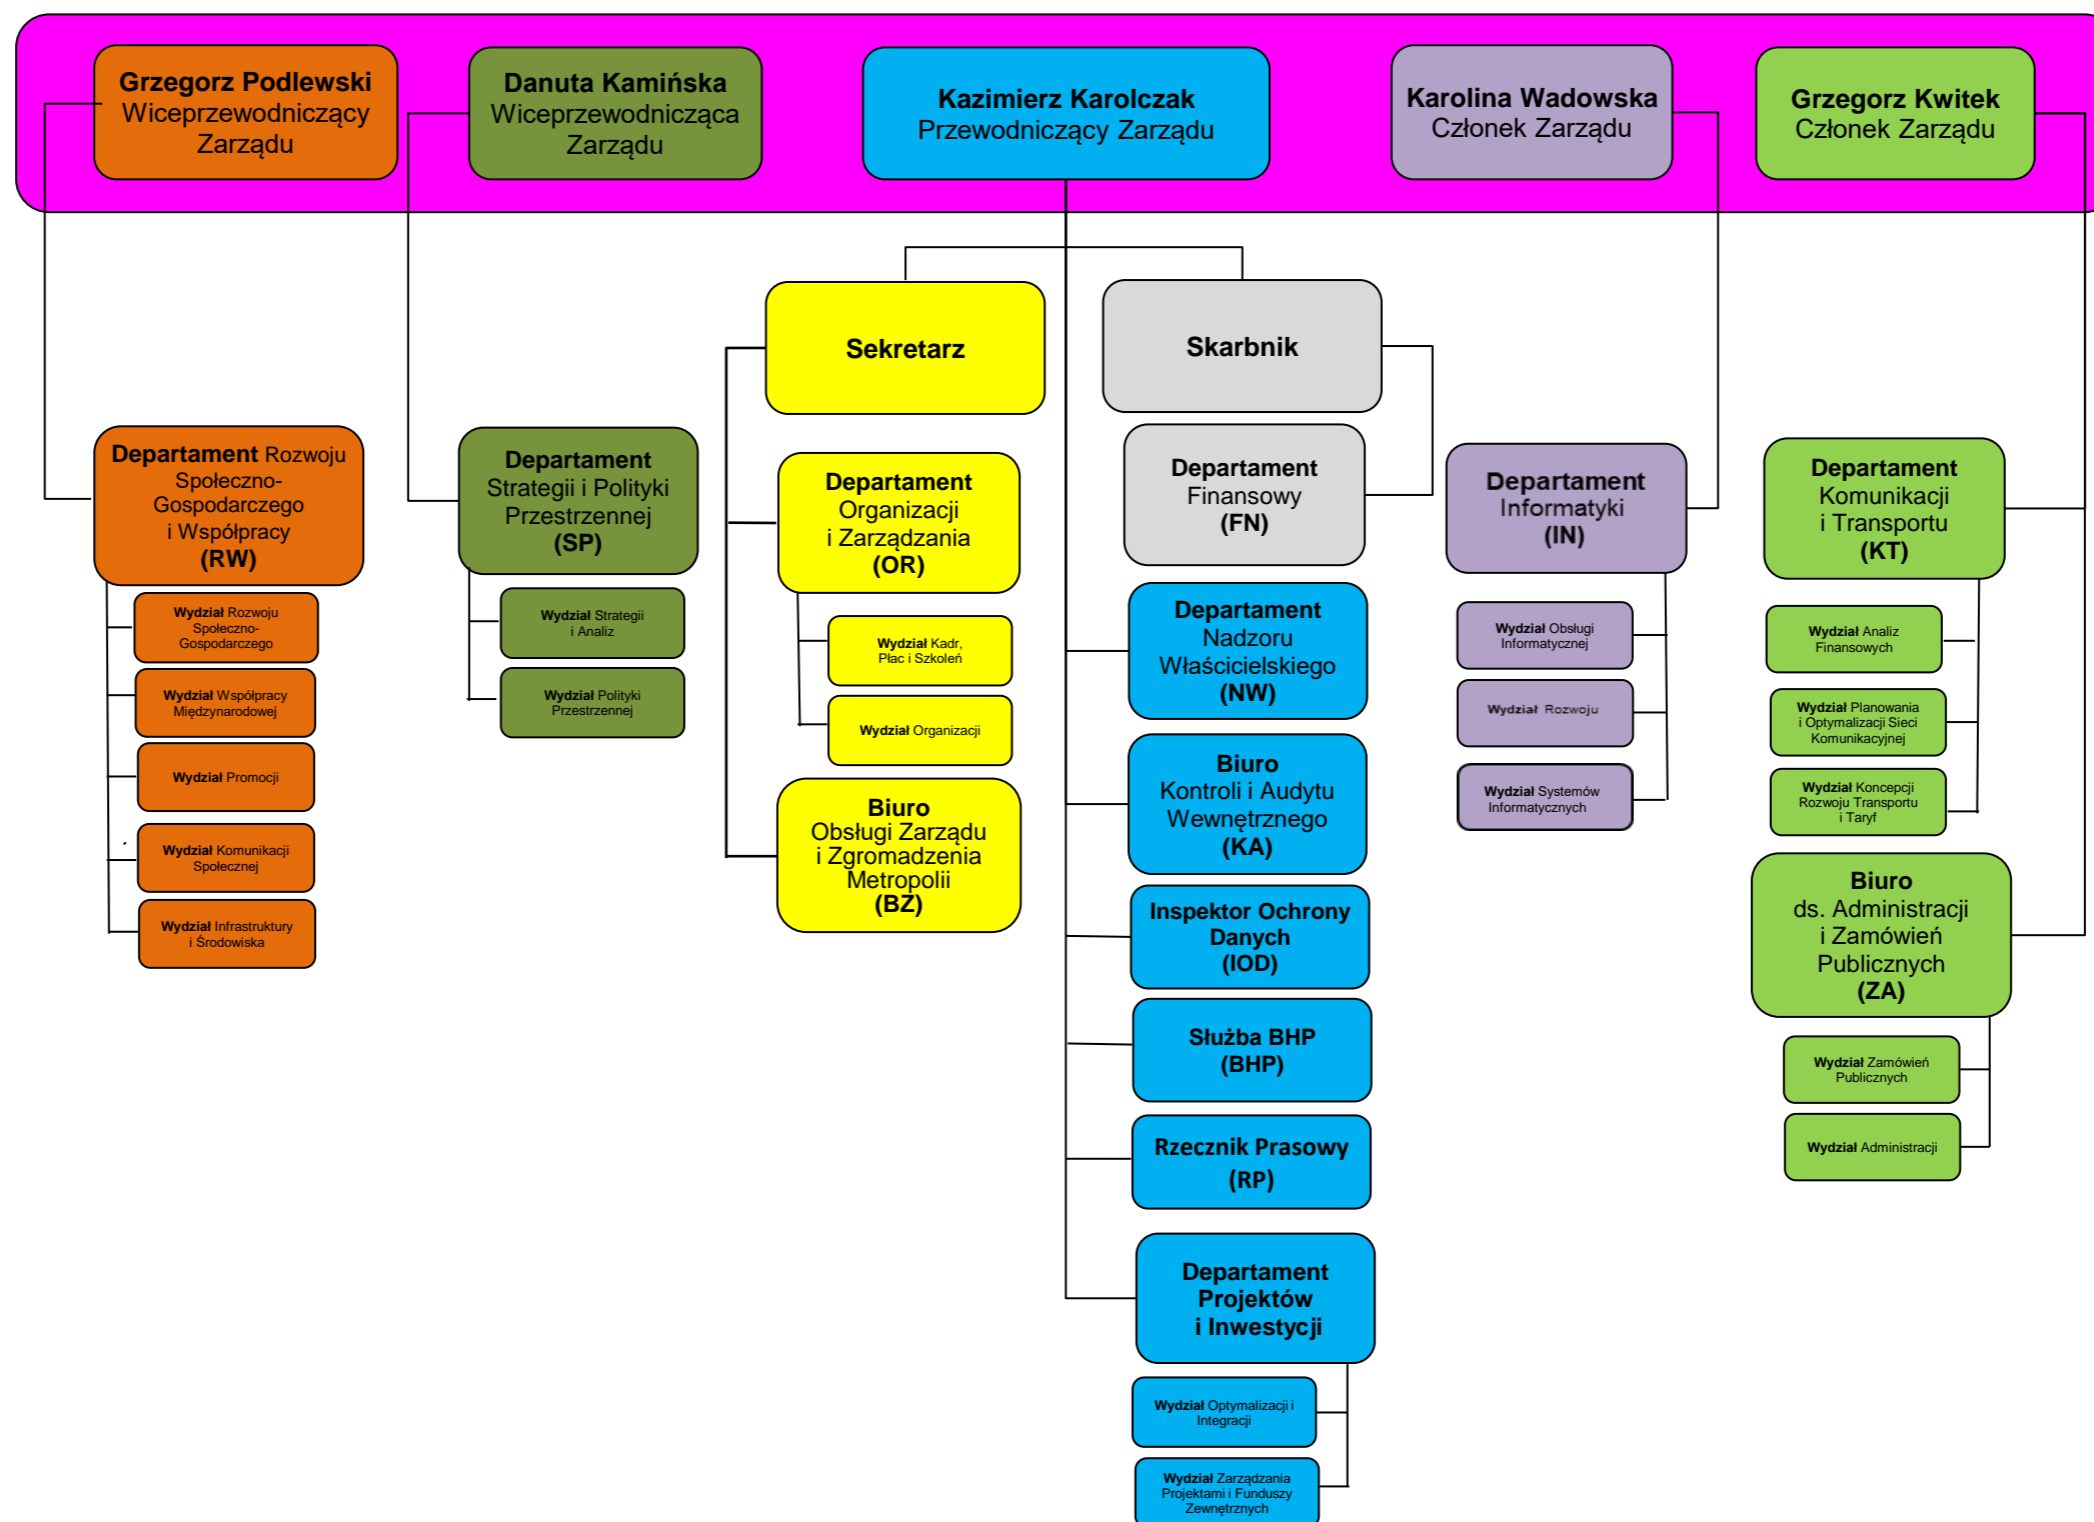 Grzegorz Podlewski
Wiceprzewodniczący
Zarządu
Danuta Kamińska
Wiceprzewodnicząca
Zarządu
Kazimierz Karolczak
Przewodniczący Zarządu
Karolina Wadowska
Członek Zarządu
Grzegorz Kwitek
Członek Zarządu
Sekretarz
Skarbnik
Departament Rozwoju
Społeczno-
Gospodarczego
i Współpracy
(RW)
Wydział Rozwoju
Społeczno-
Gospodarczego
Wydział Współpracy
Międzynarodowej
Wydział Promocji
Wydział Komunikacji
Społecznej
Wydział Infrastruktury
i Środowiska
Departament
Strategii i Polityki
Przestrzennej
(SP)
Wydział Strategii
i Analiz
Wydział Polityki
Przestrzennej
Departament
Organizacji
i Zarządzania
(OR)
Wydział Kadr,
Płac i Szkoleń
Wydział Organizacji
Biuro
Obsługi Zarządu
i Zgromadzenia
Metropolii
(BZ)
Departament
Finansowy
(FN)
Departament
Nadzoru
Właścicielskiego
(NW)
Biuro
Kontroli i Audytu
Wewnętrznego
(KA)
Inspektor Ochrony
Danych
(IOD)
Służba BHP
(BHP)
Rzecznik Prasowy
(RP)
Departament
Projektów
i Inwestycji
Wydział Optymalizacji i
Integracji
Wydział Zarządzania
Projektami i Funduszy
Zewnętrznych
Departament
Informatyki
(IN)
Wydział Obsługi
Informatycznej
Wydział Rozwoju
Wydział Systemów
Informatycznych
Departament
Komunikacji
i Transportu
(KT)
Wydział Analiz
Finansowych
Wydział Planowania
i Optymalizacji Sieci
Komunikacyjnej
Wydział Koncepcji
Rozwoju Transportu
i Taryf
Biuro
ds. Administracji
i Zamówień
Publicznych
(ZA)
Wydział Zamówień
Publicznych
Wydział Administracji